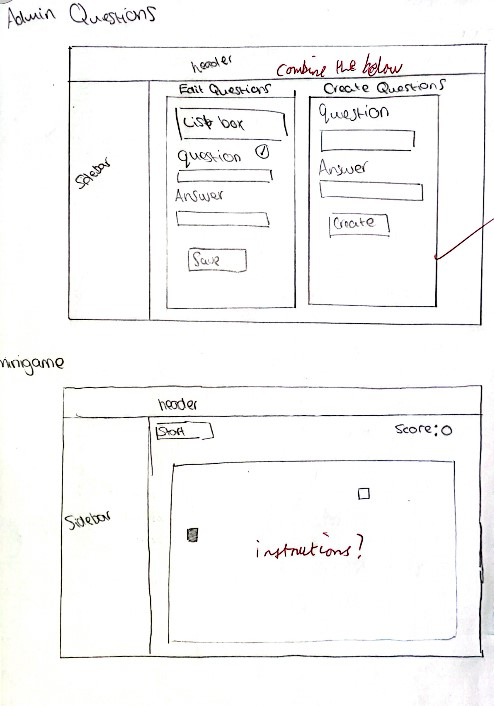 Admin Questions
header
Combine the below
Edit Questions
Create Questions
List box
Question
Question
Answer
Answer
Create
Save
Sidebar
minigame
header
Start
Score: 0
Sidebar
instructions?